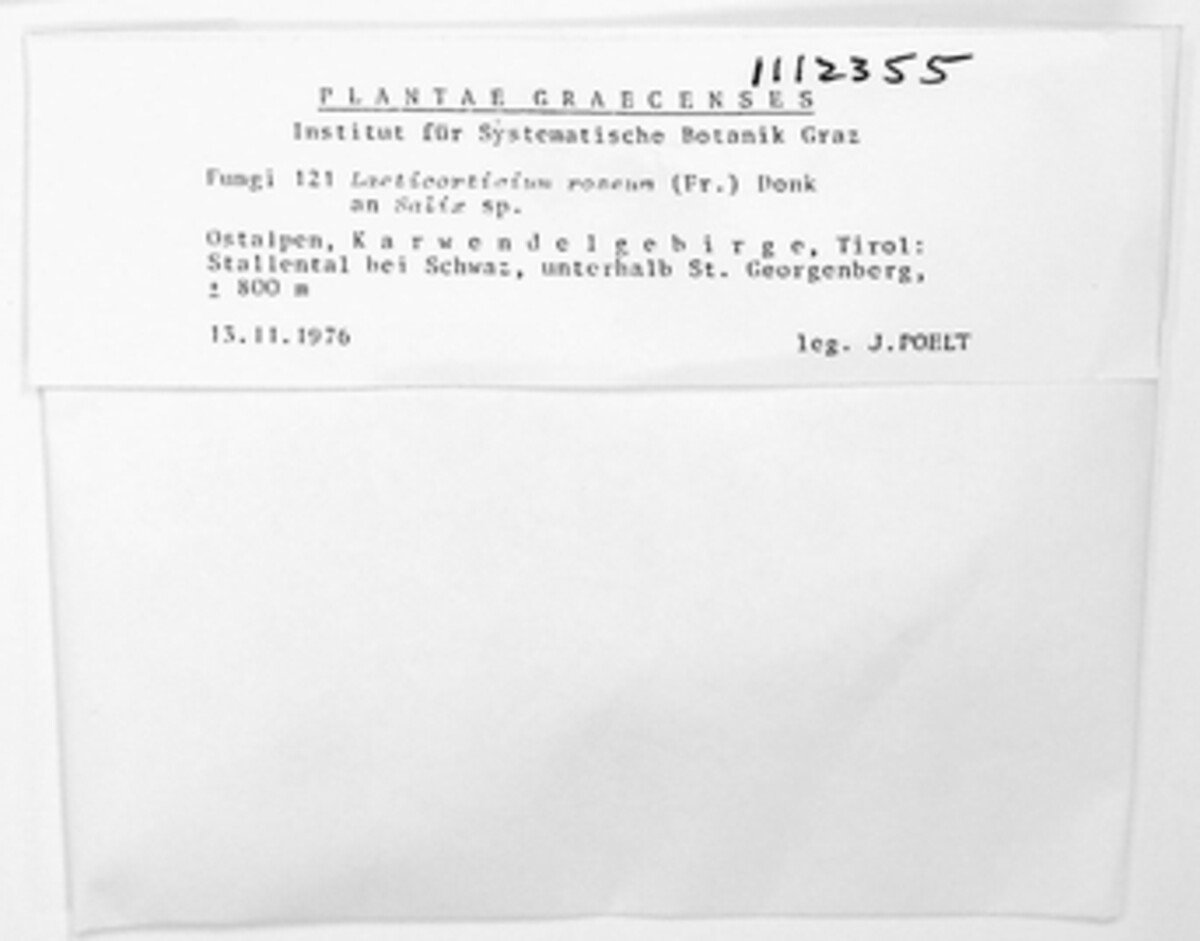 1112355
PLANTAE GRAECENSES
Institut für Systematische Botanik Graz
Fungi 121 Laeticorticium roseum (Fr.) Donk
an Salix sp.
Ostalpen, Karwendelgebirge, Tirol:
Stallental bei Schwaz, unterhalb St. Georgenberg,
± 800 m
13.11.1976
leg. J.POELT